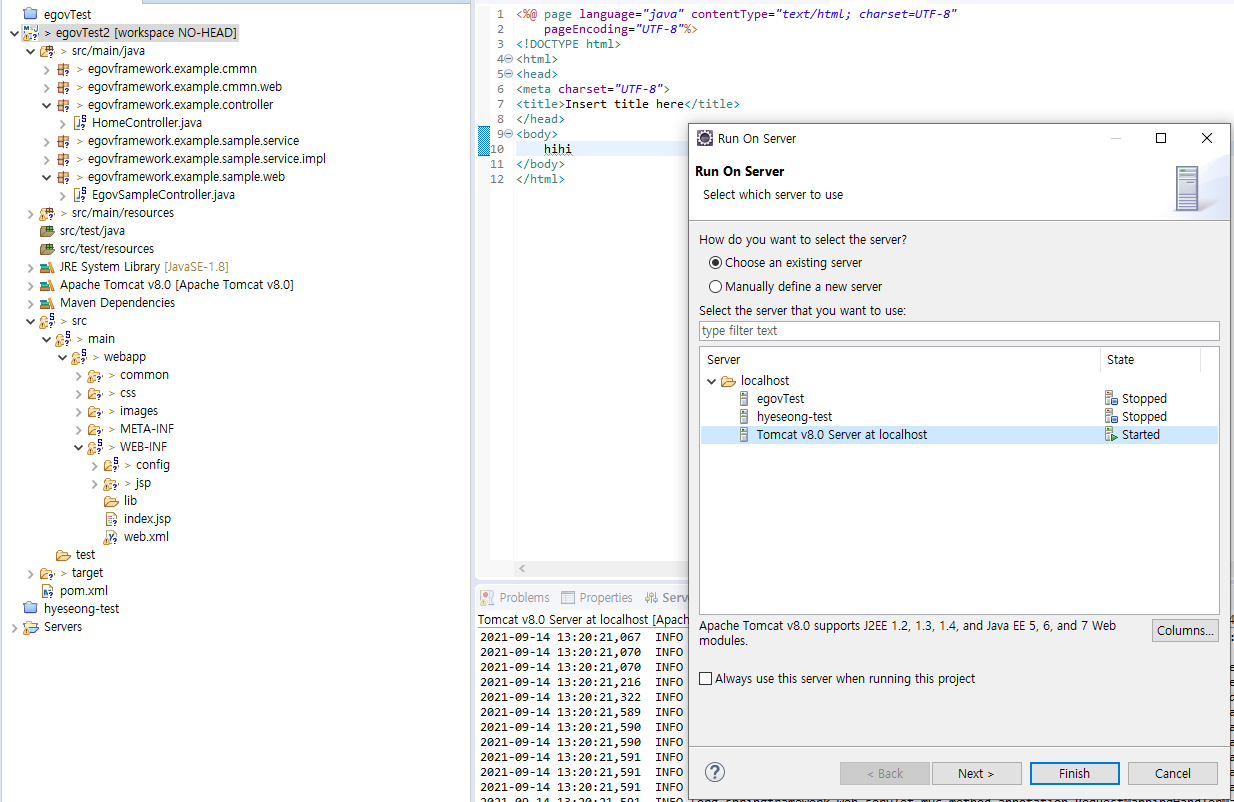 egovTest
> egovTest2 [workspace NO-HEAD]
> src/main/java
> egovframework.example.cmmn
> egovframework.example.cmmn.web
> egovframework.example.controller
HomeController.java
> egovframework.example.sample.service
> egovframework.example.sample.service.impl
> egovframework.example.sample.web
EgovSampleController.java
> src/main/resources
src/test/java
src/test/resources
JRE System Library [JavaSE-1.8]
Apache Tomcat v8.0 [Apache Tomcat v8.0]
Maven Dependencies
> src
> main
> webapp
> common
> css
> images
> META-INF
> WEB-INF
> config
> jsp
lib
index.jsp
web.xml
test
> target
pom.xml
hyeseong-test
Servers
1 <%@ page language="java" contentType="text/html; charset=UTF-8"
2 pageEncoding="UTF-8"%>
3 <!DOCTYPE html>
4 <html>
5 <head>
6 <meta charset="UTF-8">
7 <title>Insert title here</title>
8 </head>
9 <body>
10 hihi
11 </body>
12 </html>
Problems Properties Serv
Tomcat v8.0 Server at localhost [Apach
2021-09-14 13:20:21,067 INFO
2021-09-14 13:20:21,070 INFO
2021-09-14 13:20:21,070 INFO
2021-09-14 13:20:21,216 INFO
2021-09-14 13:20:21,322 INFO
2021-09-14 13:20:21,589 INFO
2021-09-14 13:20:21,590 INFO
2021-09-14 13:20:21,590 INFO
2021-09-14 13:20:21,591 INFO
2021-09-14 13:20:21,591 INFO
2021-09-14 13:20:21,591 INFO
2021-09-14 13:20:21,591 INFO
Run On Server
Run On Server
Select which server to use
How do you want to select the server?
Choose an existing server
Manually define a new server
Select the server that you want to use:
type filter text
Server State
localhost
egovTest Stopped
hyeseong-test Stopped
Tomcat v8.0 Server at localhost Started
Apache Tomcat v8.0 supports J2EE 1.2, 1.3, 1.4, and Java EE 5, 6, and 7 Web
modules.
Columns...
Always use this server when running this project
< Back Next > Finish Cancel